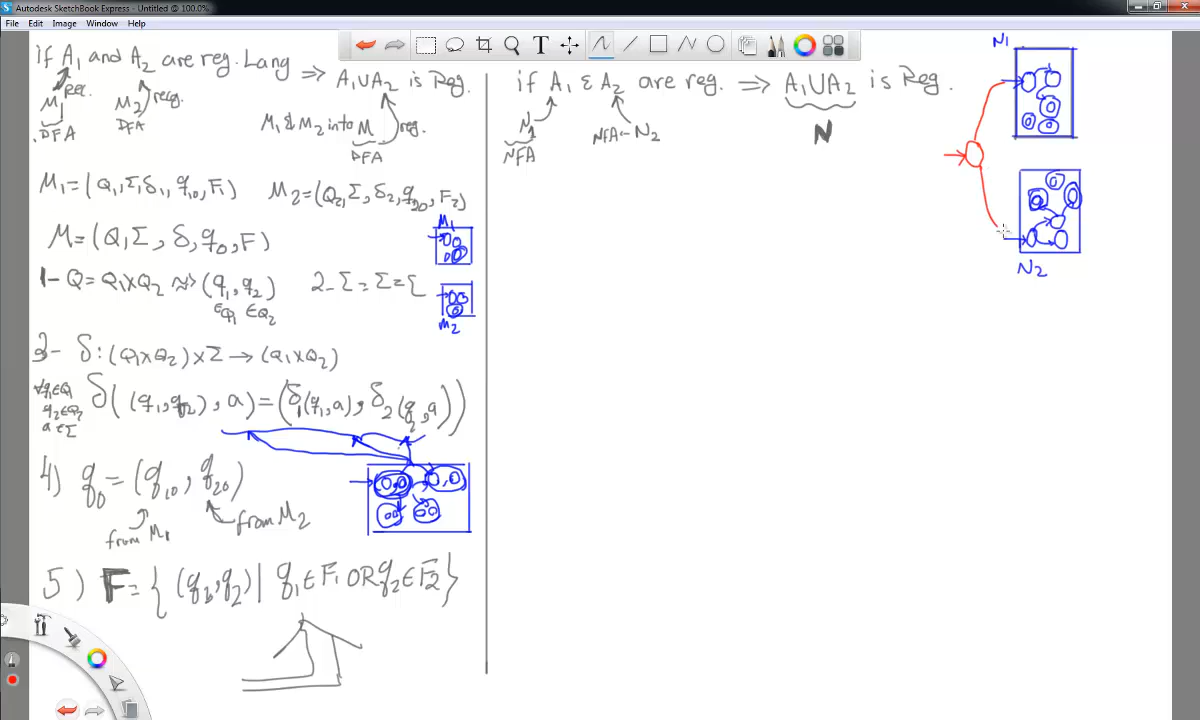 Autodesk SketchBook Express - Untitled @ 100.0%
File Edit Image Window Help
if A1 and A2 are reg. Lang ⟹ A1∪A2 is Reg.
Rec.
M1 M2 recg.
DFA DFA
M1 & M2 into M reg.
DFA
M1=(Q1,Σ,δ1,q10,F1) M2=(Q2,Σ,δ2,q20,F2)
M=(Q,Σ,δ,q0,F)
1- Q=Q1×Q2 ⇒ (q1,q2) 2-Σ=Σ=Σ
∈Q1 ∈Q2
M1
M2
3- δ:(Q1×Q2)×Σ→(Q1×Q2)
∀q1∈Q1
q2∈Q2
a∈Σ
δ((q1,q2),a)=(δ1(q1,a),δ2(q2,a))
4) q0=(q10,q20)
from M1 from M2
5) F={(q1,q2)|q1∈F1 OR q2∈F2}
if A1 & A2 are reg. ⟹ A1∪A2 is Reg.
N1 NFA N2
NFA
N
N1
N2